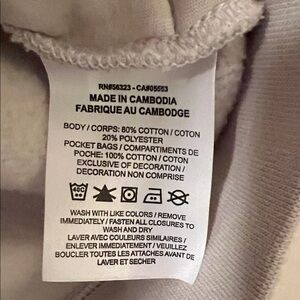 RN#56323 - CA#05553
MADE IN CAMBODIA
FABRIQUE AU CAMBODGE
BODY / CORPS: 80% COTTON / COTON
20% POLYESTER
POCKET BAGS / COMPARTIMENTS DE
POCHE: 100% COTTON / COTON
EXCLUSIVE OF DECORATION /
DECORATION NON COMPRISE
WASH WITH LIKE COLORS / REMOVE
IMMEDIATELY / FASTEN ALL CLOSURES TO
WASH AND DRY
LAVER AVEC COULEURS SIMILAIRES /
ENLEVER IMMEDIATEMENT / VEUILLEZ
BOUCLER TOUTES LES ATTACHES AVANT DE
LAVER ET SECHER